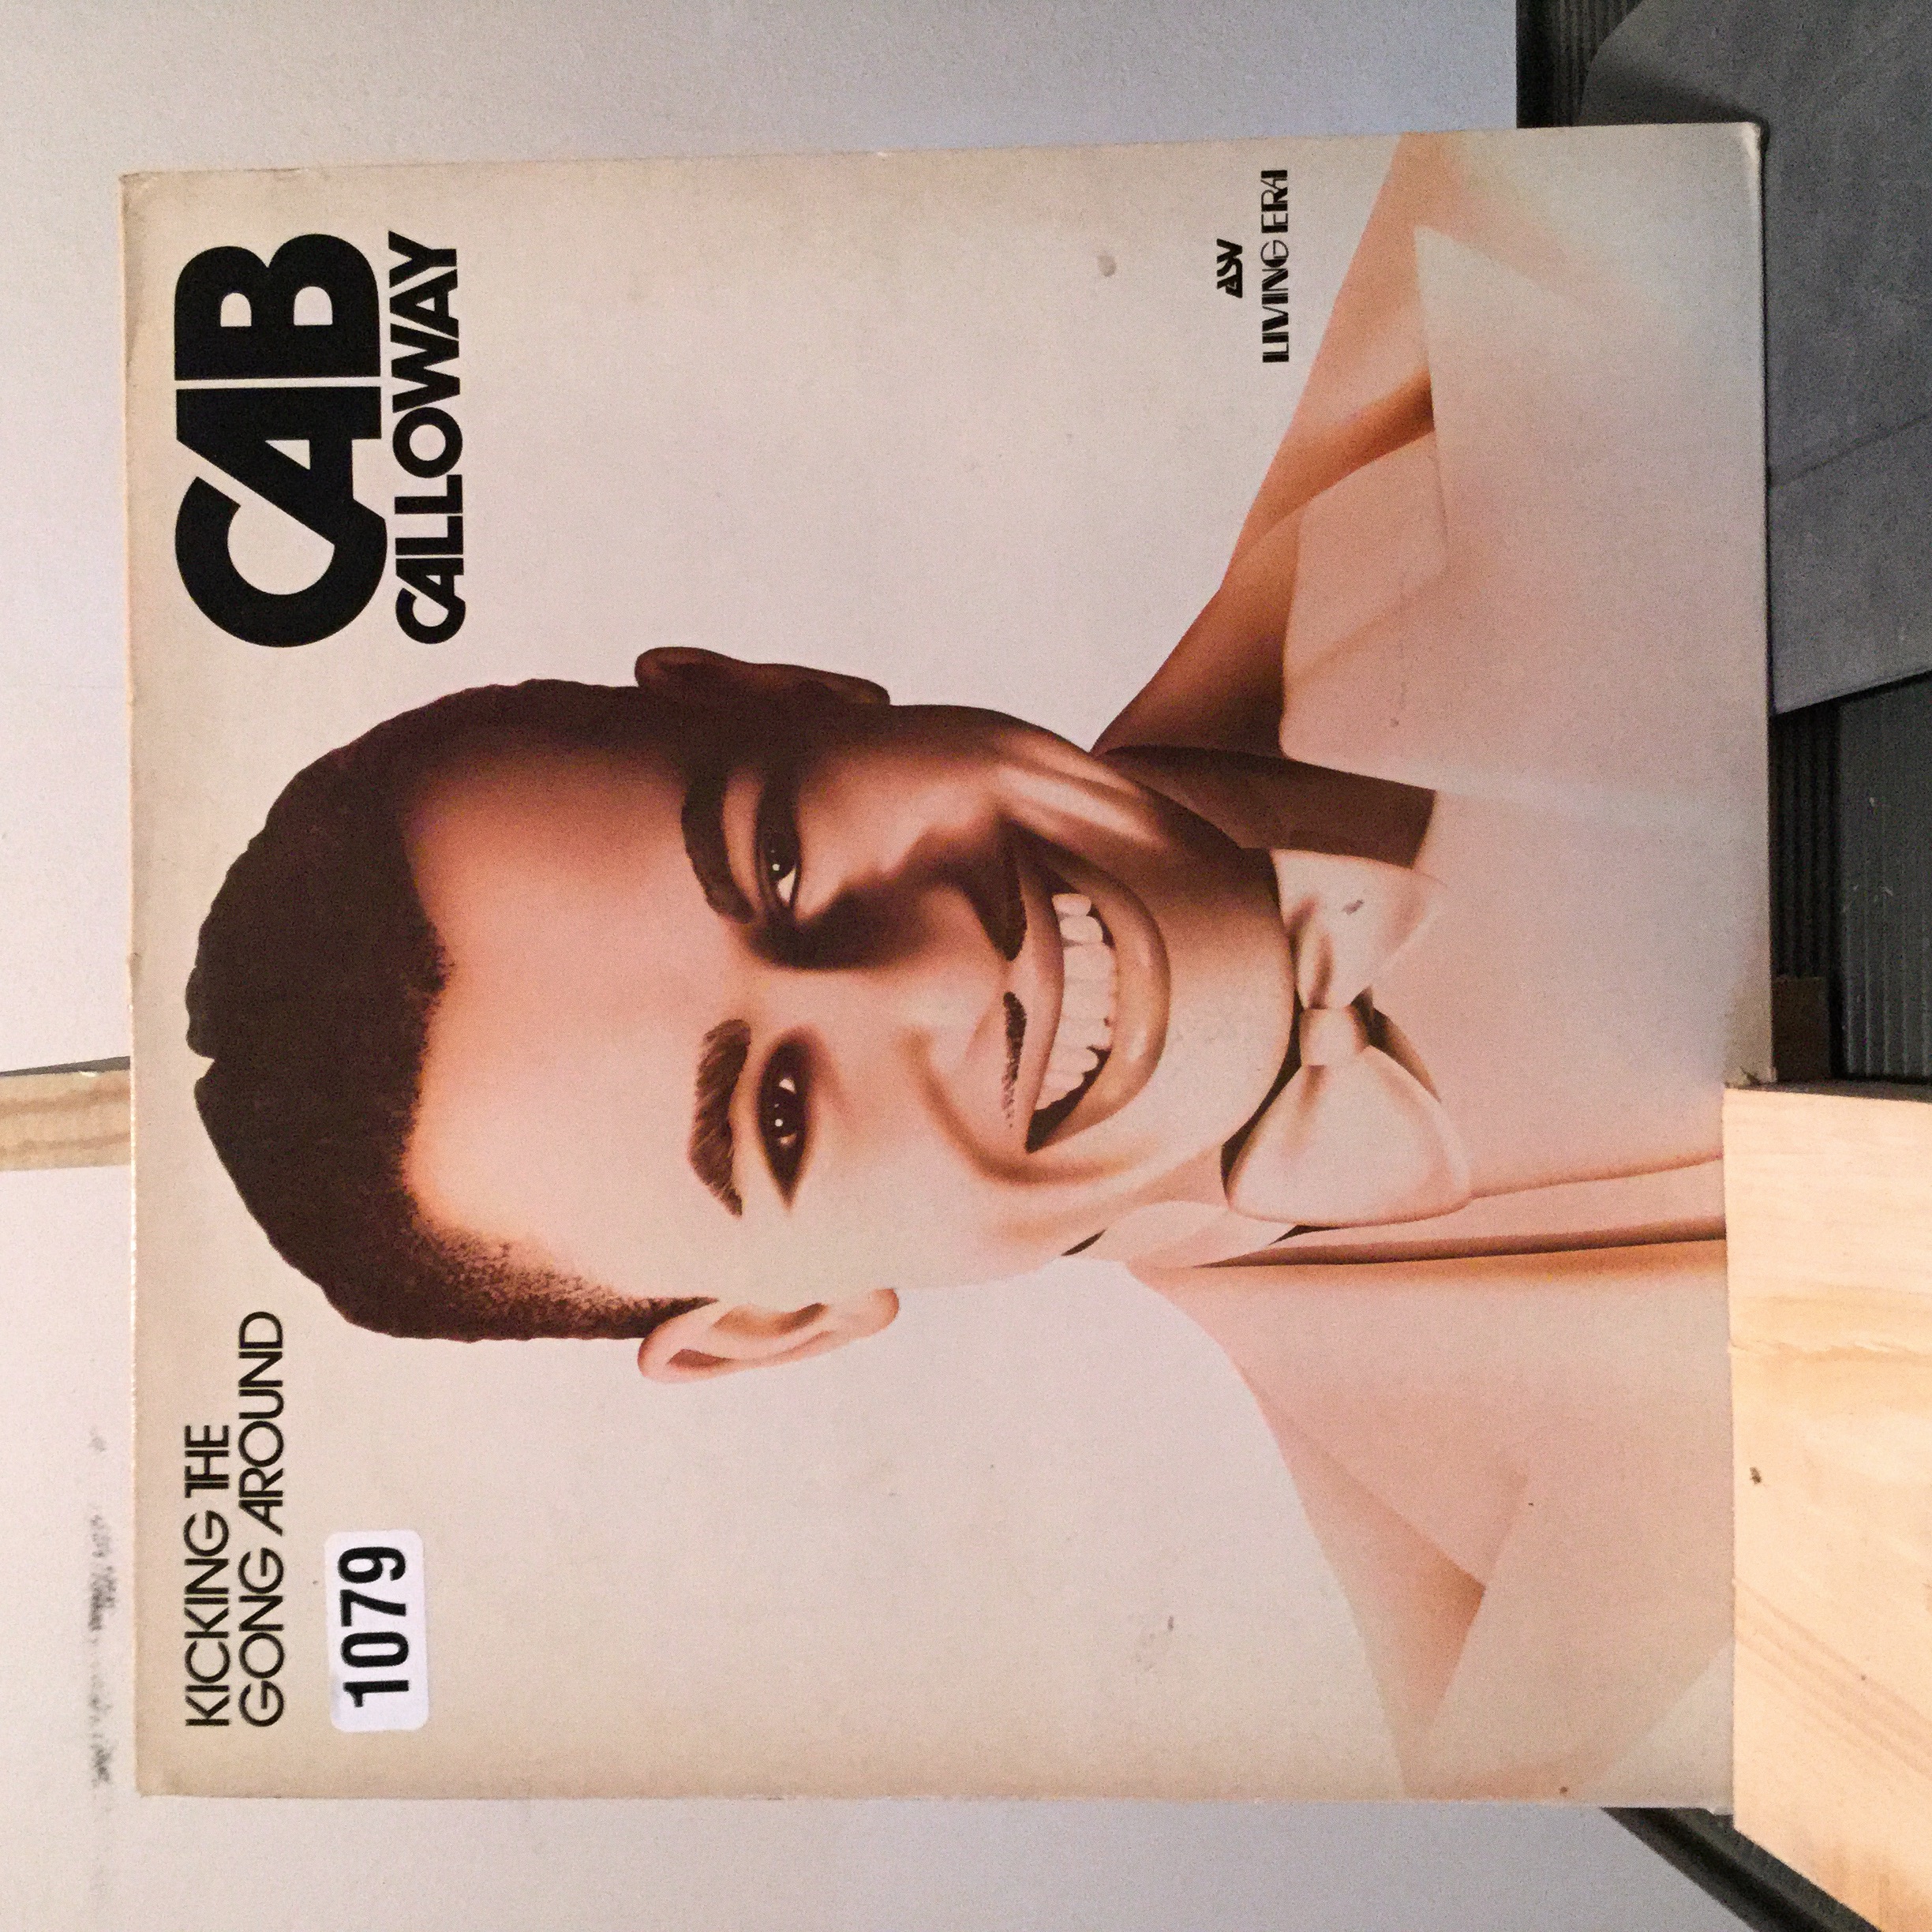 KICKING THE
GONG AROUND
1079
CAB
CALLOWAY
ASV
LIVING ERA